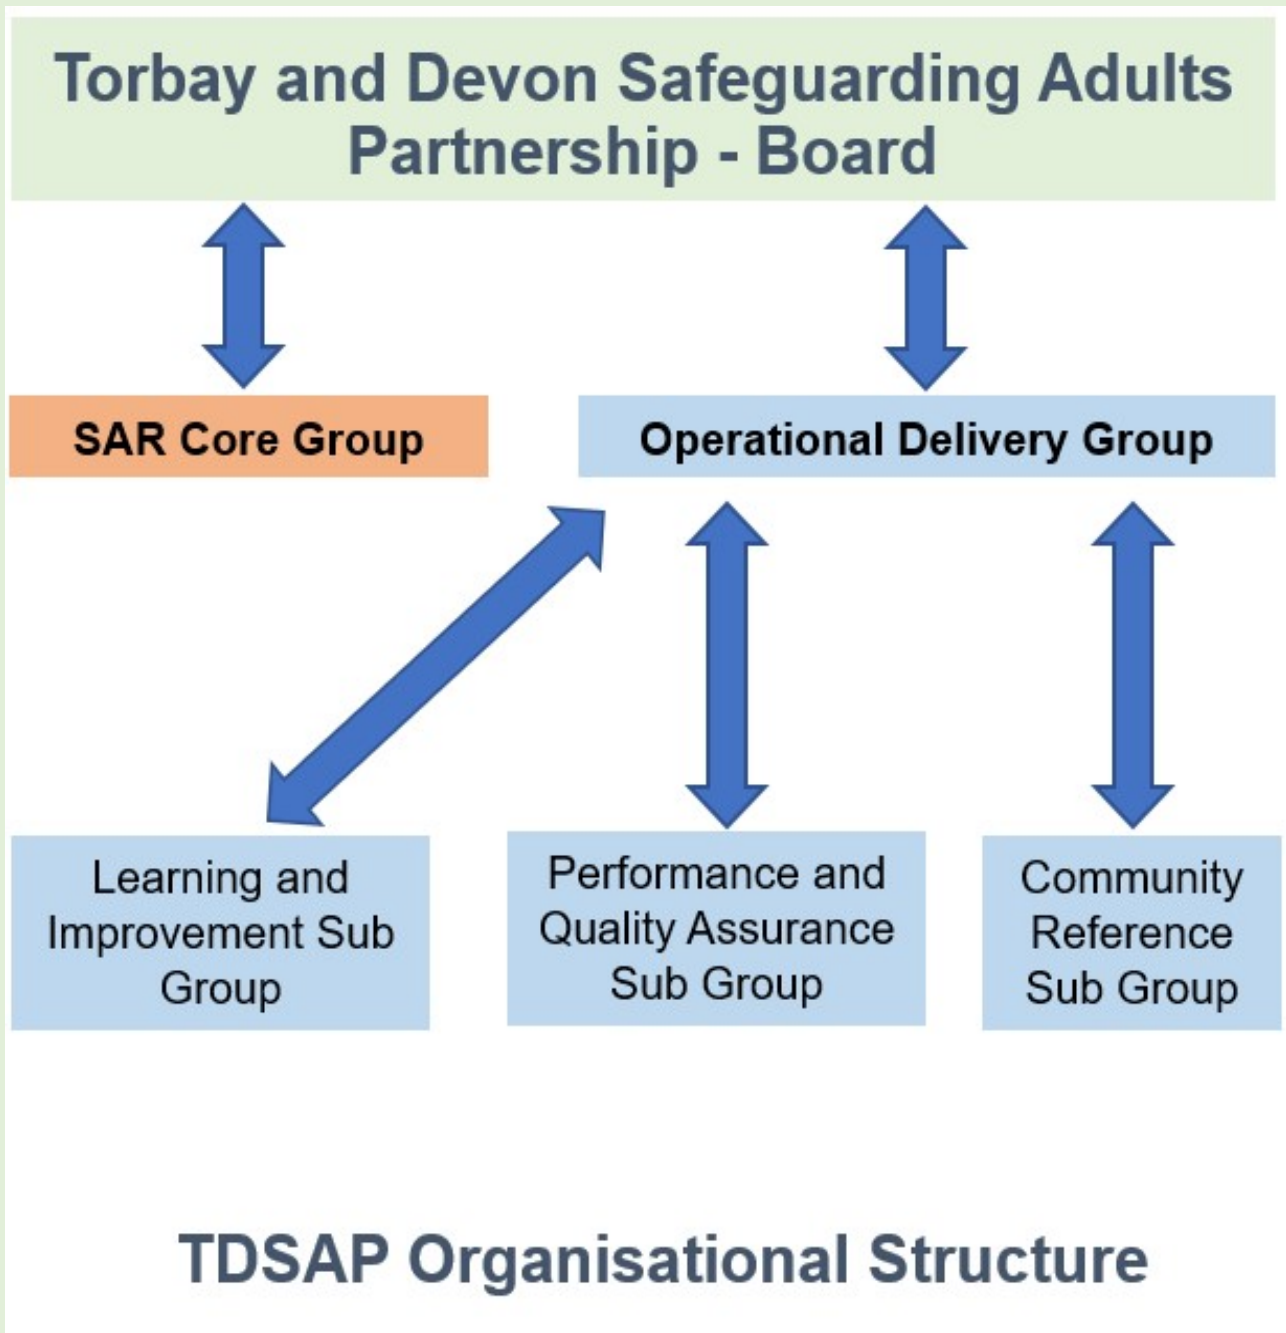 Torbay and Devon Safeguarding Adults
Partnership - Board
SAR Core Group
Operational Delivery Group
Learning and
Improvement Sub
Group
Performance and
Quality Assurance
Sub Group
Community
Reference
Sub Group
TDSAP Organisational Structure